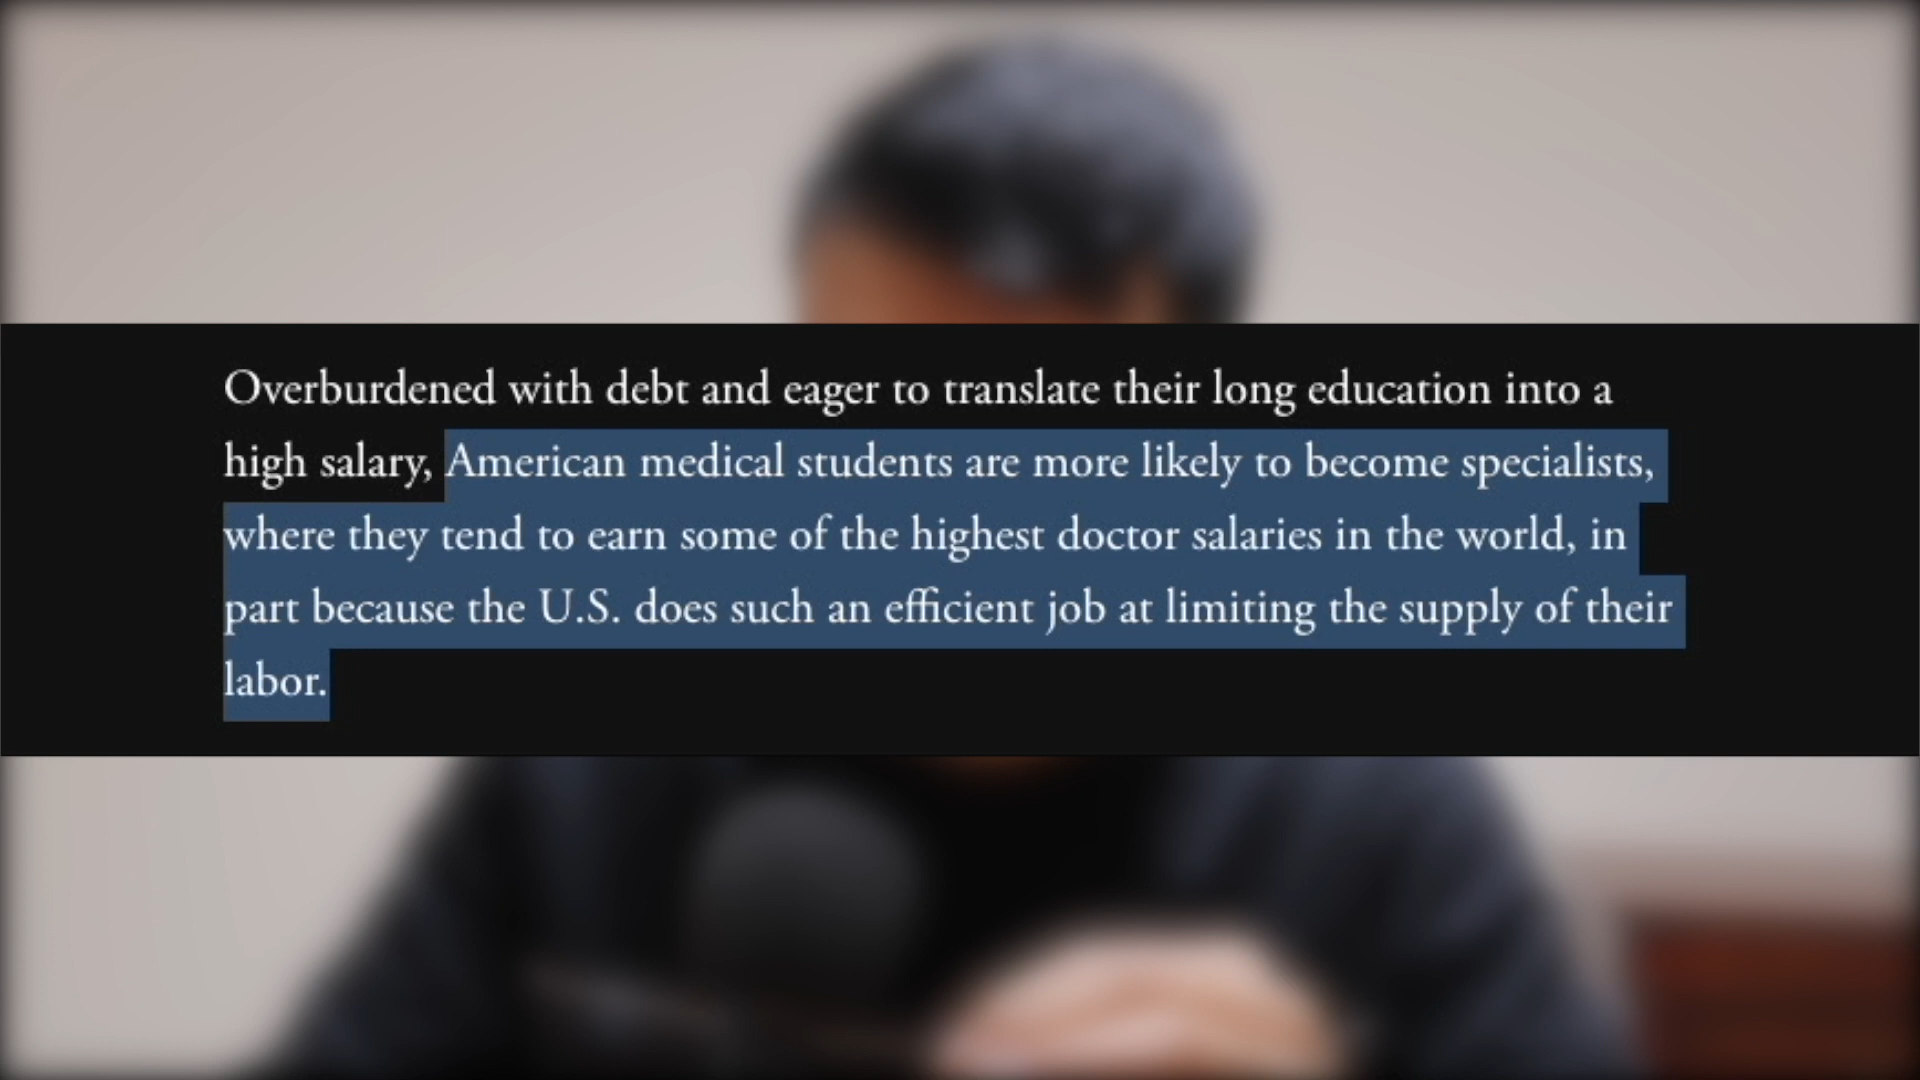 Overburdened with debt and eager to translate their long education into a
high salary, American medical students are more likely to become specialists,
where they tend to earn some of the highest doctor salaries in the world, in
part because the U.S. does such an efficient job at limiting the supply of their
labor.